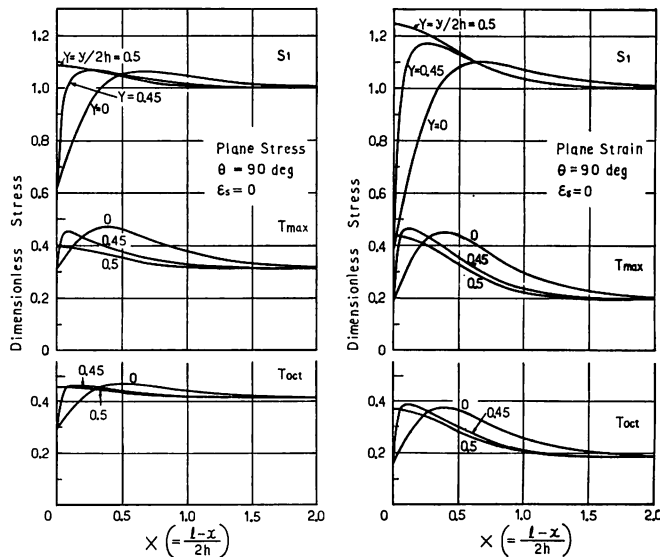 Dimensionless Stress
1.2
1.0
0.8
0.6
0.4
0.2
0
Y=y/2h=0.5
S1
Y=0.45
Y=0
Plane Stress
θ = 90 deg
εs=0
0
Tmax
0.45
0.5
0.4
0.2
0
0.45
0
Toct
0.5
0
0.5
1.0
1.5
2.0
X (= l-x / 2h)
Dimensionless Stress
1.2
1.0
0.8
0.6
0.4
0.2
0
Y=y/2h=0.5
S1
Y=0.45
Y=0
Plane Strain
θ = 90 deg
εs=0
0
0.45
Tmax
0.5
0.4
0.2
0
0
0.45
Toct
0.5
0
0.5
1.0
1.5
2.0
X (= l-x / 2h)